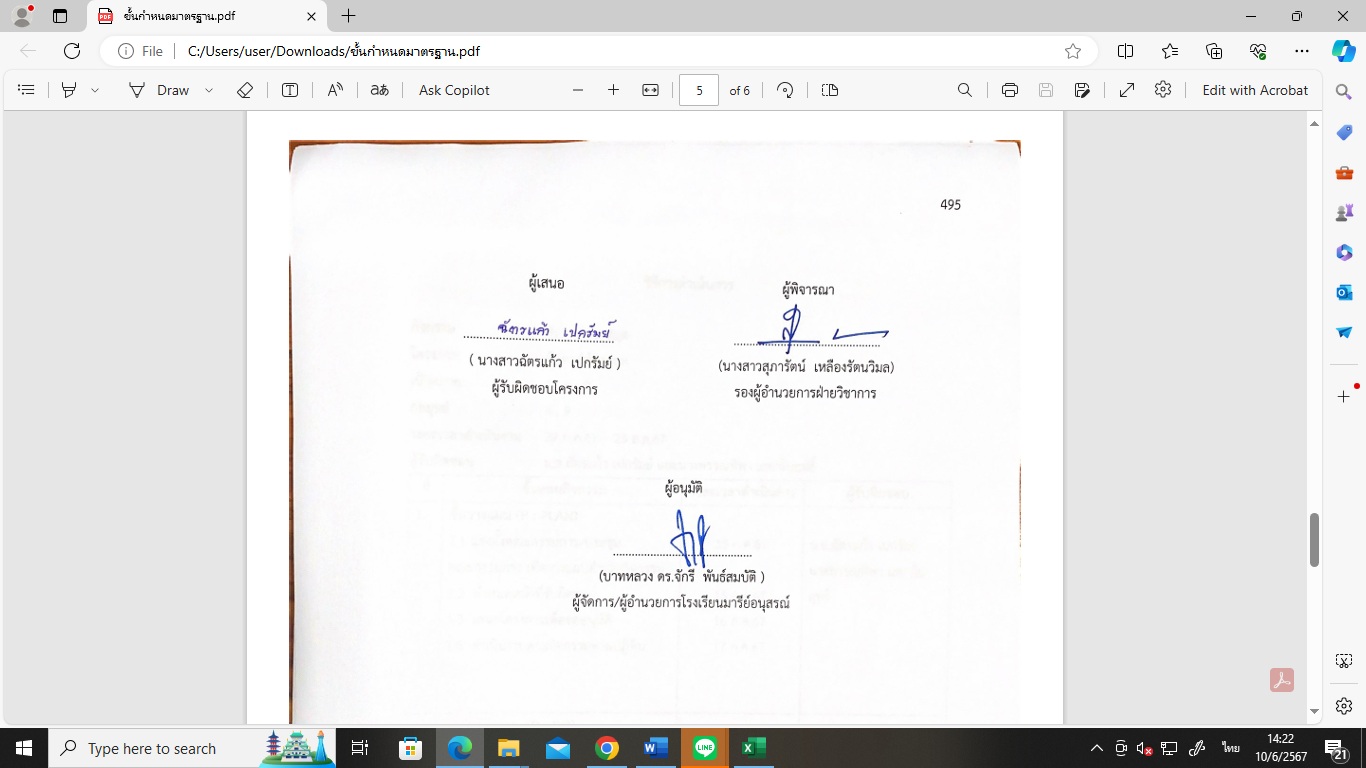 ขั้นกำหนดมาตรฐาน.pdf
File C:/Users/user/Downloads/ขั้นกำหนดมาตรฐาน.pdf
Draw Ask Copilot 5 of 6 Edit with Acrobat
495
ผู้เสนอ
ฉัตรแก้ว เปกรัมย์
( นางสาวฉัตรแก้ว เปกรัมย์ )
ผู้รับผิดชอบโครงการ
ผู้พิจารณา
(นางสาวสุภารัตน์ เหลืองรัตนวิมล)
รองผู้อำนวยการฝ่ายวิชาการ
ผู้อนุมัติ
(บาทหลวง ดร.จักรี พันธ์สมบัติ )
ผู้จัดการ/ผู้อำนวยการโรงเรียนมารีย์อนุสรณ์
Type here to search
ไทย
14:22
10/6/2567
21